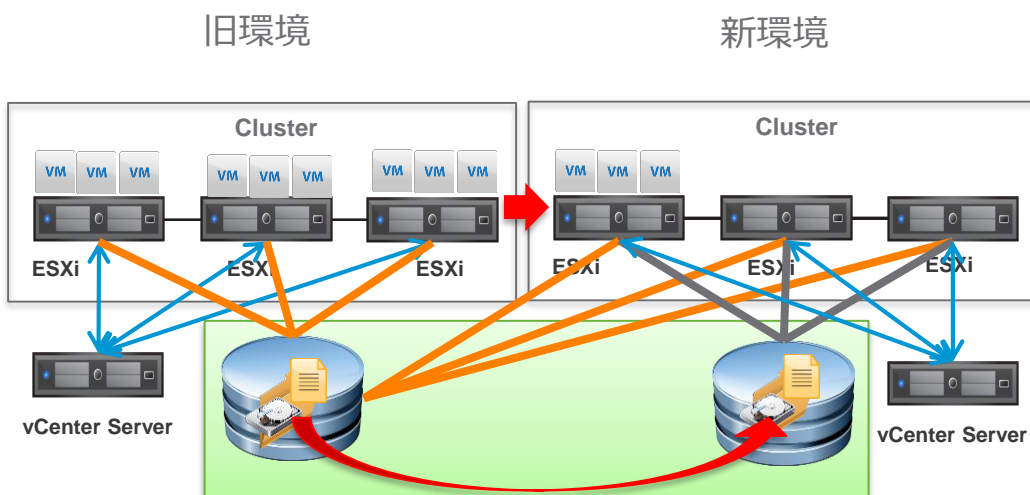 旧環境
新環境
Cluster
Cluster
VM VM VM
VM VM VM
VM VM VM
VM VM VM
ESXi
ESXi
ESXi
ESXi
ESXi
ESXi
vCenter Server
vCenter Server